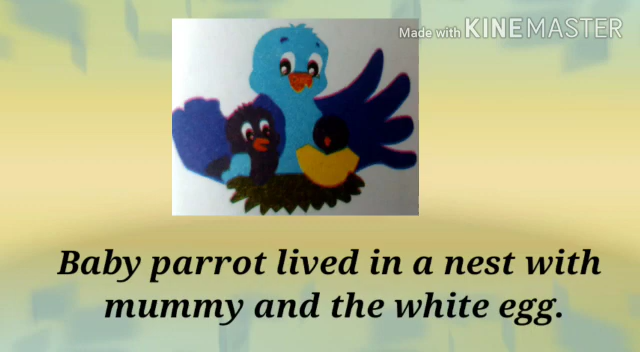 Made with KINEMASTER
Baby parrot lived in a nest with
mummy and the white egg.